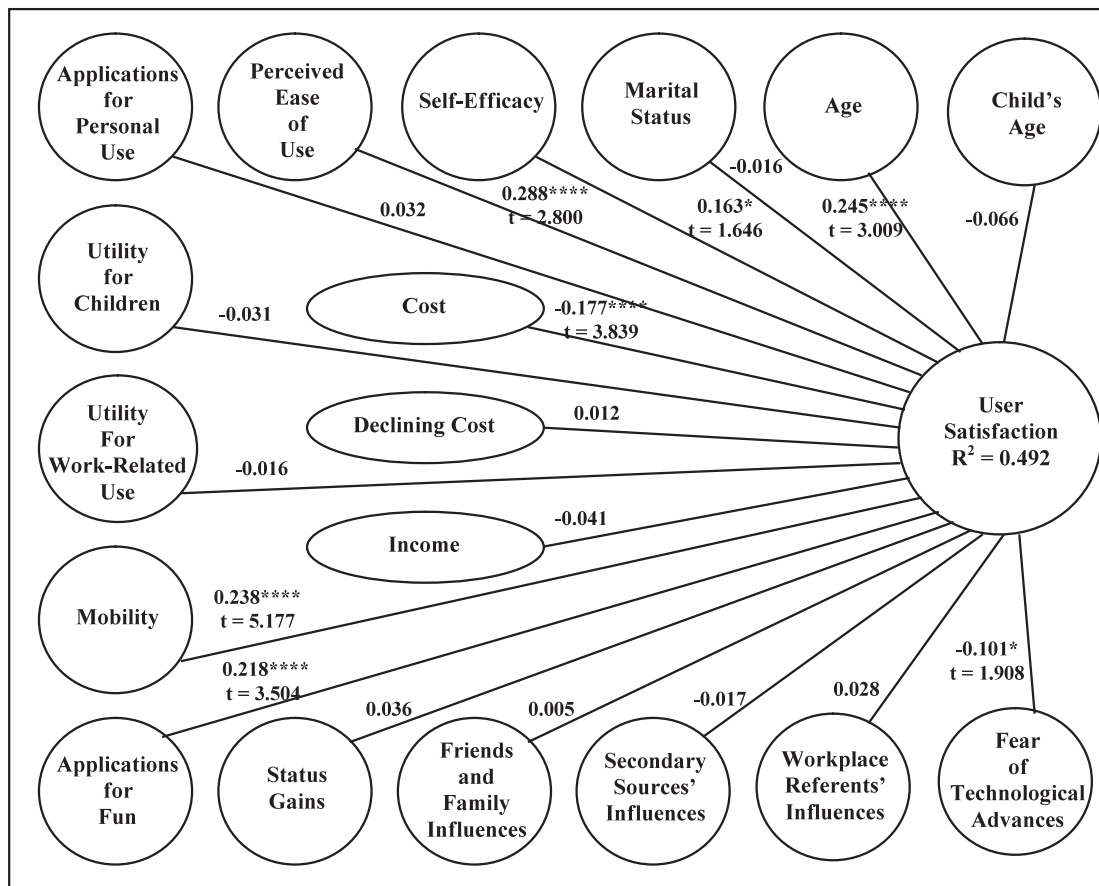 Applications
for
Personal
Use
Perceived
Ease
of
Use
Self-Efficacy
Marital
Status
Age
Child's
Age
0.032
0.288****
t = 2.800
0.163*
t = 1.646
-0.016
0.245****
t = 3.009
-0.066
Utility
for
Children
-0.031
Cost
-0.177****
t = 3.839
Utility
For
Work-Related
Use
-0.016
Declining Cost
0.012
User
Satisfaction
R² = 0.492
Income
-0.041
Mobility
0.238****
t = 5.177
0.218****
t = 3.504
0.036
0.005
-0.017
0.028
-0.101*
t = 1.908
Applications
for
Fun
Status
Gains
Friends
and
Family
Influences
Secondary
Sources'
Influences
Workplace
Referents'
Influences
Fear
of
Technological
Advances